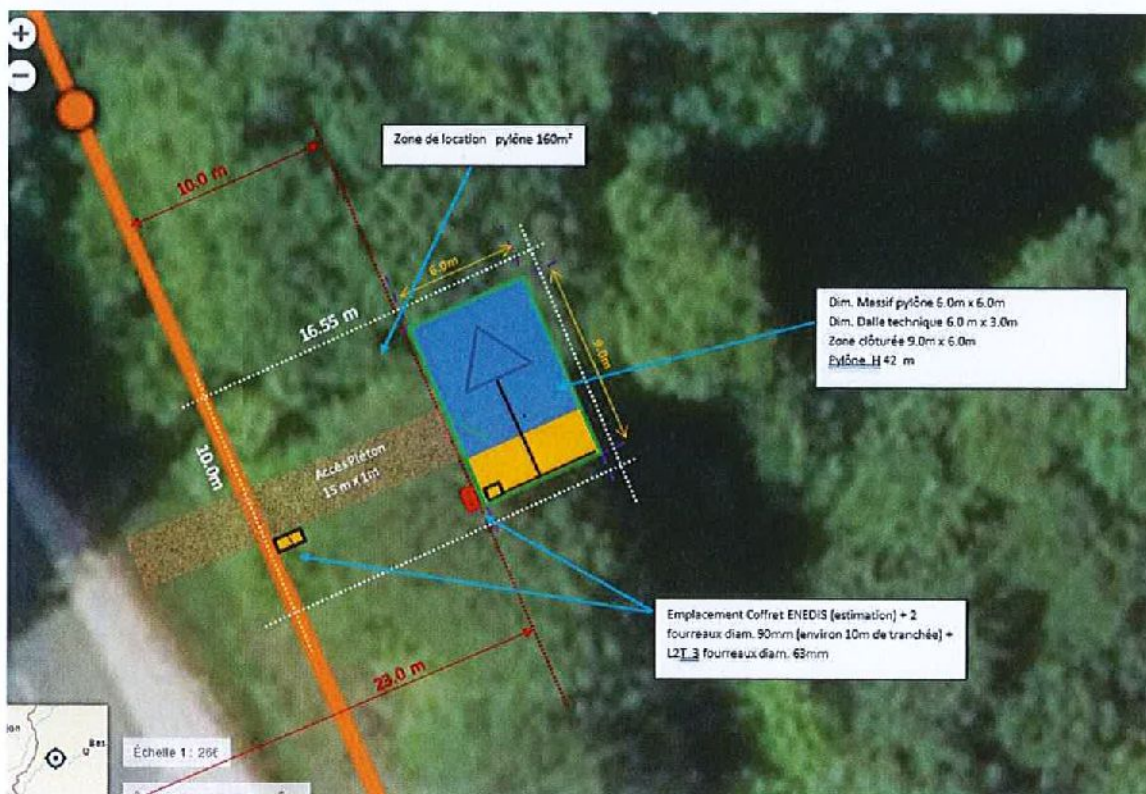 +
−
Zone de location pylône 160m²
10.0 m
6.0m
16.55 m
9.0m
Dim. Massif pylône 6.0m x 6.0m
Dim. Dalle technique 6.0 m x 3.0m
Zone clôturée 9.0m x 6.0m
Pylône H 42 m
10.0m
Accès Piéton
15 m x 1m
Emplacement Coffret ENEDIS (estimation) + 2
fourreaux diam. 90mm (environ 10m de tranchée) +
L2T 3 fourreaux diam. 63mm
23.0 m
Échelle 1 : 266